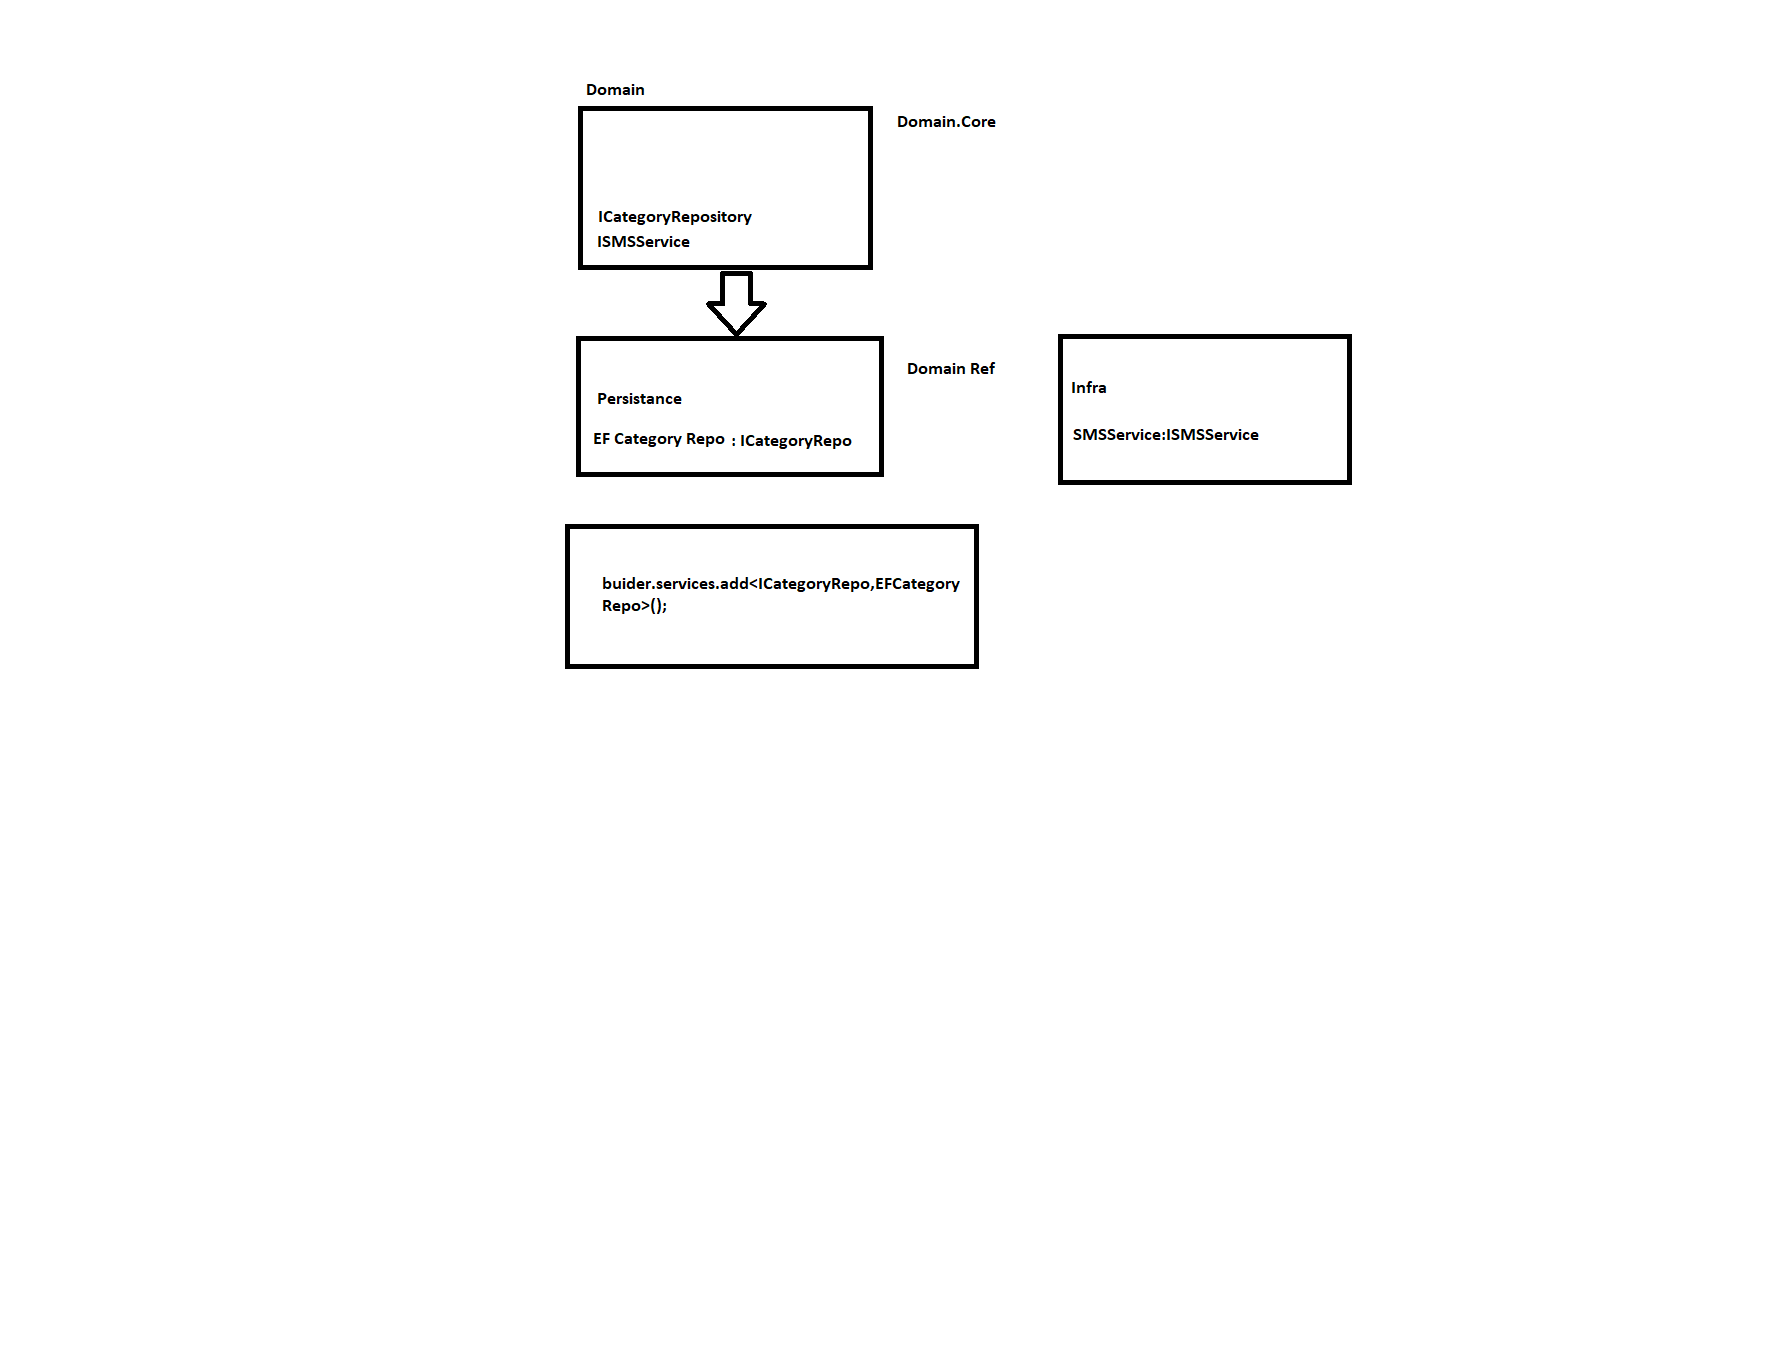 Domain
Domain.Core
ICategoryRepository
ISMSService
Domain Ref
Persistance
EF Category Repo : ICategoryRepo
Infra
SMSService:ISMSService
buider.services.add<ICategoryRepo,EFCategory
Repo>();